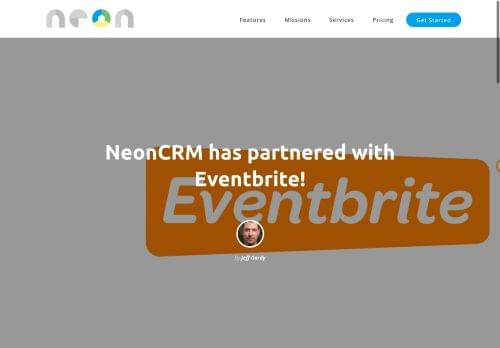 neon
Features
Missions
Services
Pricing
Get Started
NeonCRM has partnered with
Eventbrite!
Eventbrite
By Jeff Gordy